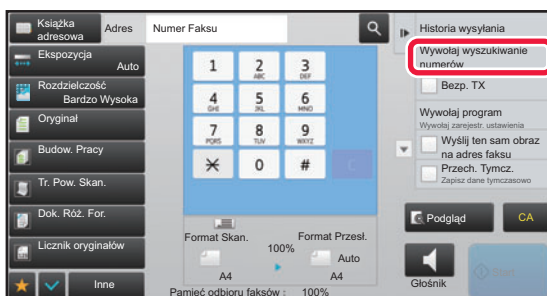 Książka
adresowa
Adres
Numer Faksu
Historia wysyłania
Ekspozycja
Auto
Wywołaj wyszukiwanie
numerów
Rozdzielczość
Bardzo Wysoka
Bezp. TX
Oryginał
Wywołaj program
Wywołaj zarejestr. ustawienia
Budow. Pracy
Wyślij ten sam obraz
na adres faksu
Tr. Pow. Skan.
Przech. Tymcz.
Zapisz dane tymczasowo
Dok. Róż. For.
Licznik oryginałów
Inne
1
2
ABC
3
DEF
4
GHI
5
JKL
6
MNO
7
PQRS
8
TUV
9
WXYZ
0
#
C
Format Skan.
100%
Format Przesł.
Auto
A4
A4
Pamięć odbioru faksów :
100%
Podgląd
CA
Głośnik
Start